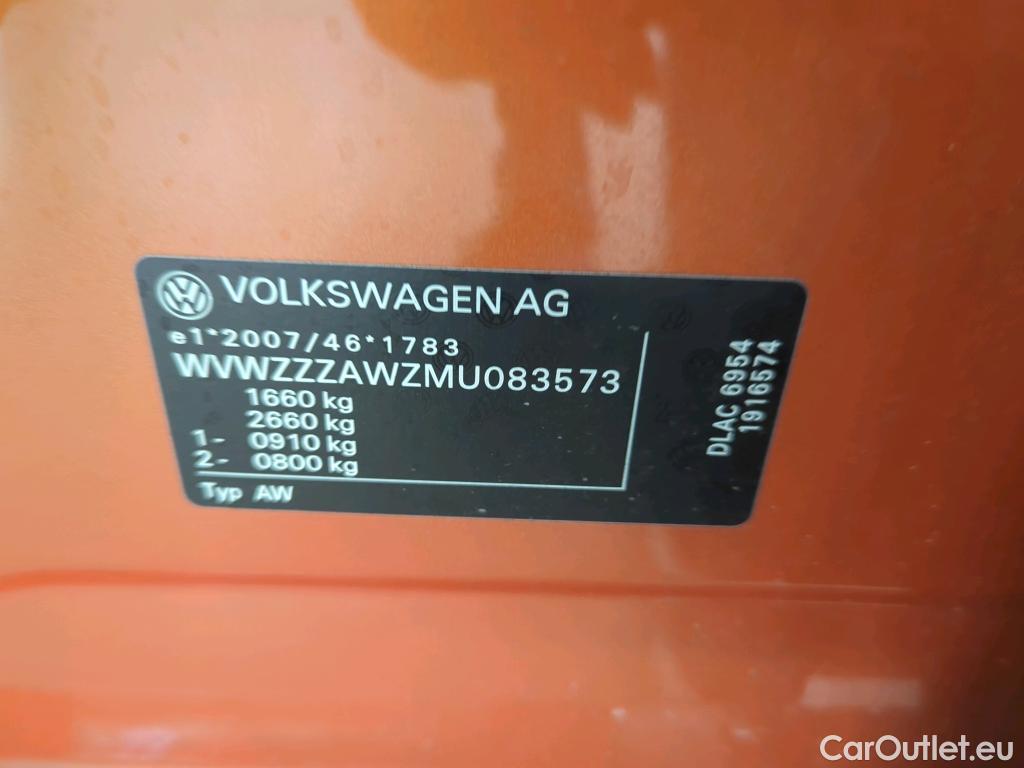 VOLKSWAGEN AG
e1*2007/46*1783
WVWZZZAWZMU083573
1660 kg
2660 kg
1- 0910 kg
2- 0800 kg
Typ AW
DLAC 6954
1916574
CarOutlet.eu